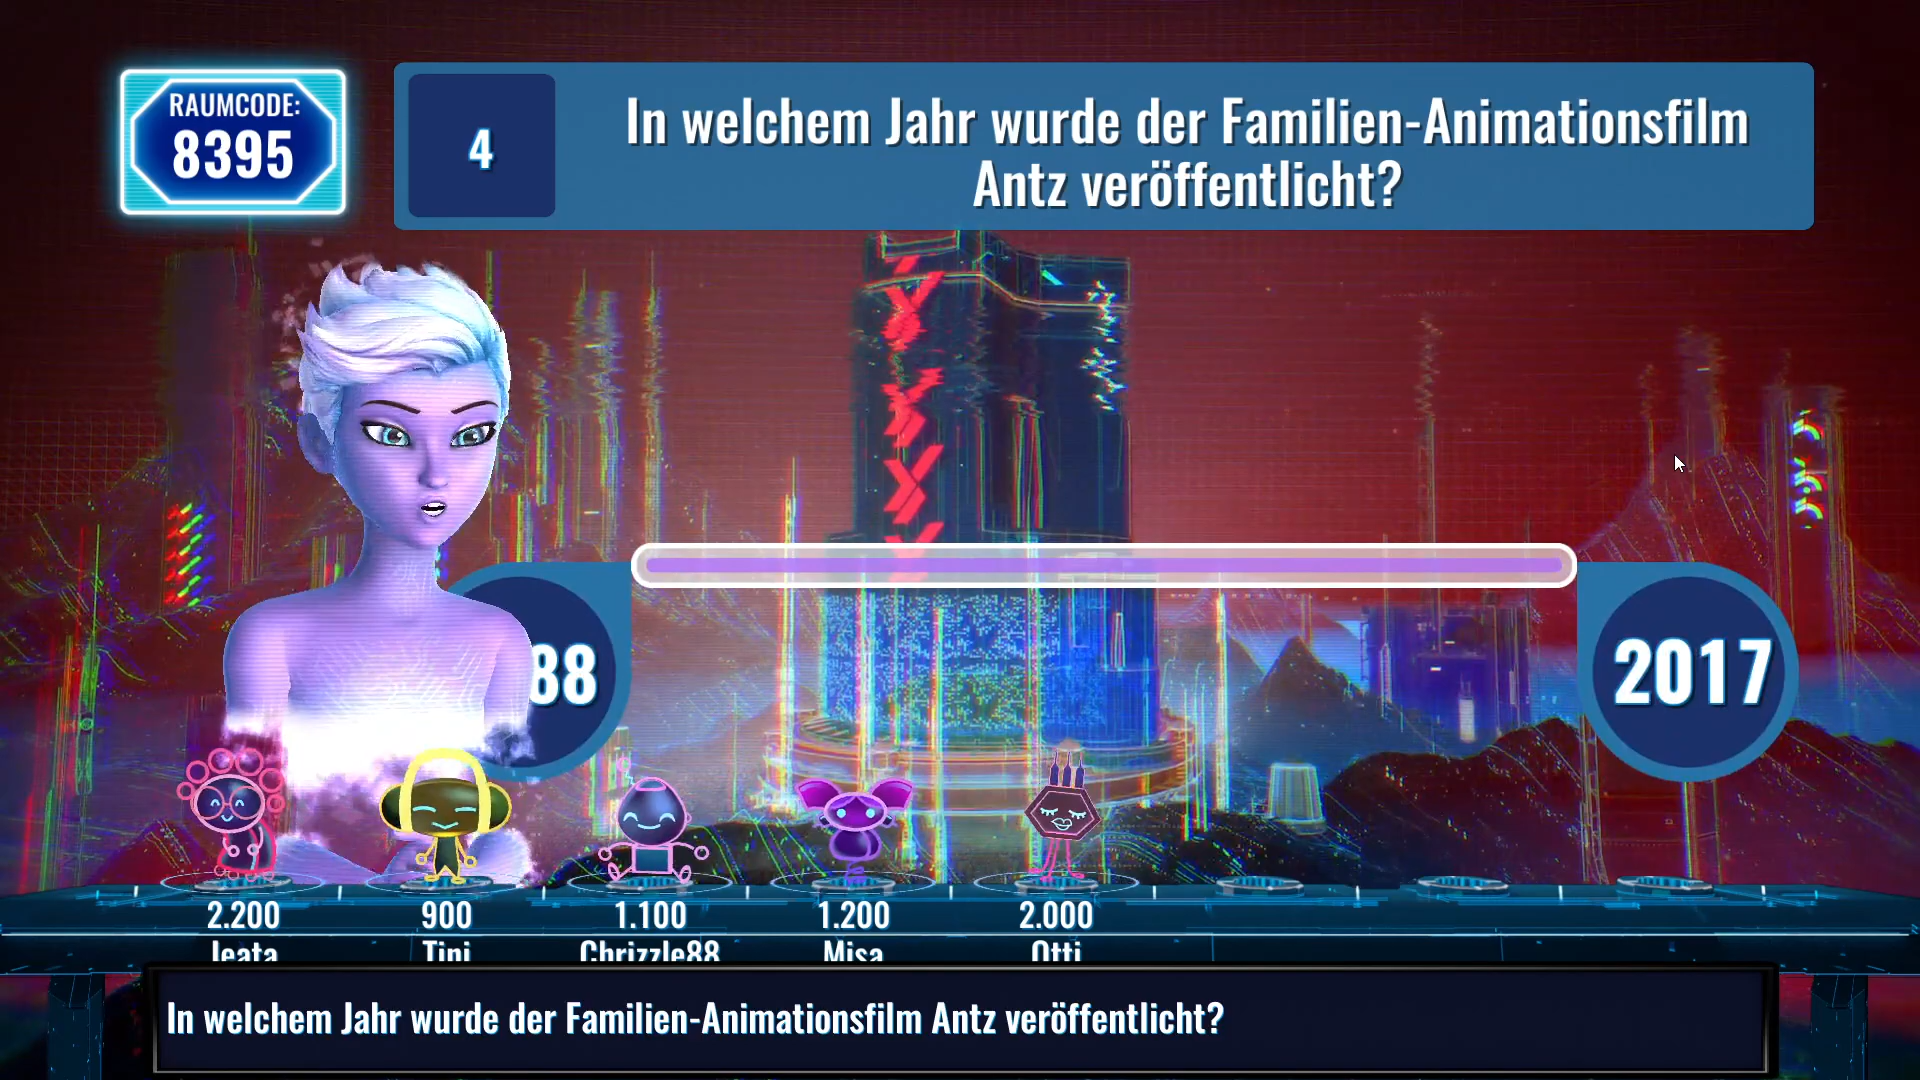 RAUMCODE:
8395
4
In welchem Jahr wurde der Familien-Animationsfilm
Antz veröffentlicht?
88
2017
2.200
900
1.100
1.200
2.000
Jeata
Tini
Chrizzle88
Misa
Otti
In welchem Jahr wurde der Familien-Animationsfilm Antz veröffentlicht?